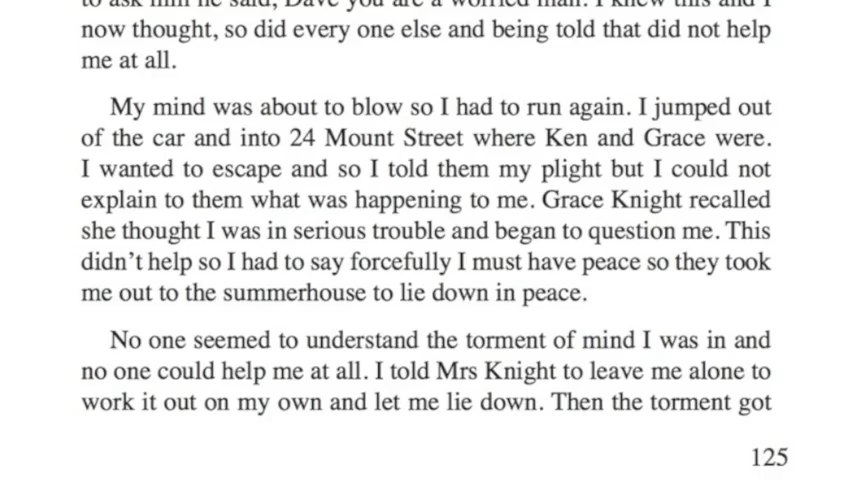 to ask him he said, Dave you are a worried man. I knew this and I
now thought, so did every one else and being told that did not help
me at all.
My mind was about to blow so I had to run again. I jumped out
of the car and into 24 Mount Street where Ken and Grace were.
I wanted to escape and so I told them my plight but I could not
explain to them what was happening to me. Grace Knight recalled
she thought I was in serious trouble and began to question me. This
didn’t help so I had to say forcefully I must have peace so they took
me out to the summerhouse to lie down in peace.
No one seemed to understand the torment of mind I was in and
no one could help me at all. I told Mrs Knight to leave me alone to
work it out on my own and let me lie down. Then the torment got
125